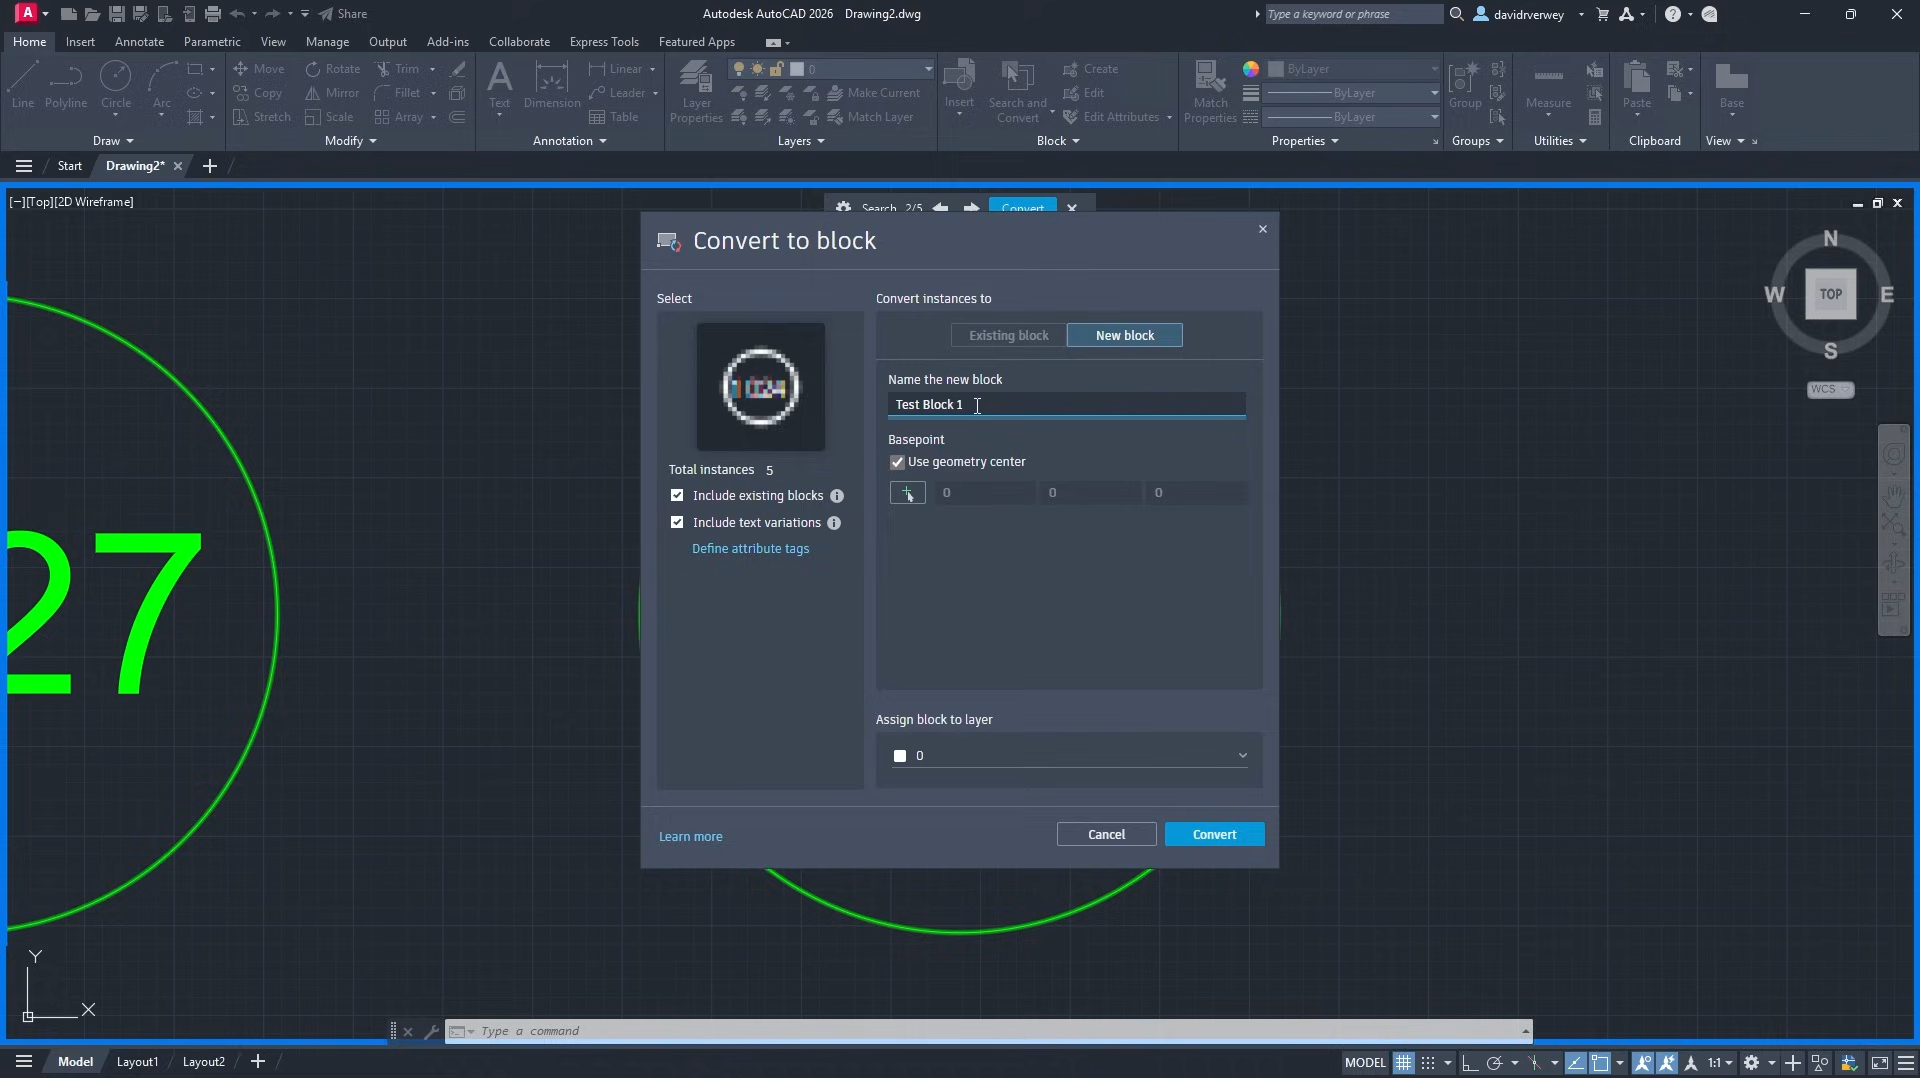 A Share Autodesk AutoCAD 2026 Drawing2.dwg Type a keyword or phrase davidrverwey
Home Insert Annotate Parametric View Manage Output Add-ins Collaborate Express Tools Featured Apps
Line Polyline Circle Arc
Move Rotate Trim
Copy Mirror Fillet
Stretch Scale Array
Text Dimension
Linear
Leader
Table
Layer Properties
0
Make Current
Match Layer
Insert Search and Convert
Create
Edit
Edit Attributes
Match Properties
ByLayer
ByLayer
ByLayer
Group Measure Paste Base
Draw Modify Annotation Layers Block Properties Groups Utilities Clipboard View
Start Drawing2*
[−][Top][2D Wireframe]
Search 2/5 Convert
Convert to block
N
W TOP E
S
WCS
Select Convert instances to
Existing block New block
Name the new block
Test Block 1
Basepoint
Use geometry center
0 0 0
Total instances 5
Include existing blocks
Include text variations
Define attribute tags
27
Assign block to layer
0
Learn more Cancel Convert
Y
X
Type a command
Model Layout1 Layout2 MODEL 1:1